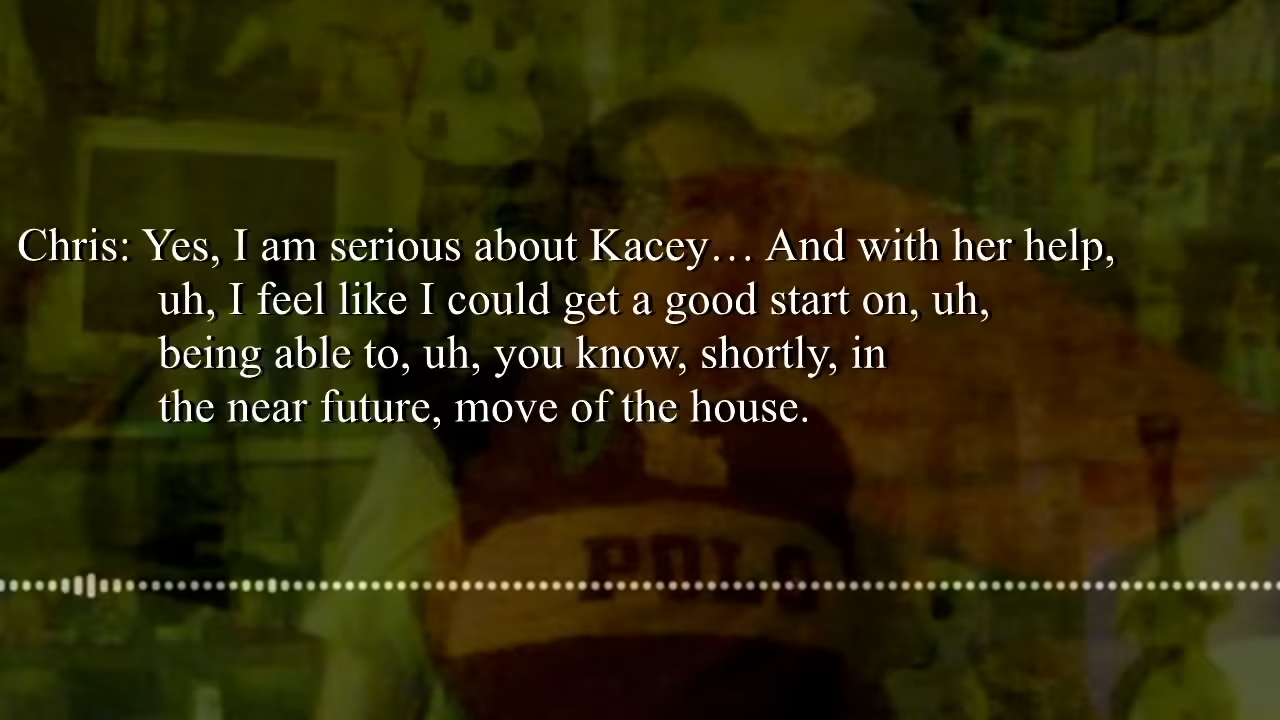 Chris: Yes, I am serious about Kacey… And with her help,
uh, I feel like I could get a good start on, uh,
being able to, uh, you know, shortly, in
the near future, move of the house.
POLO